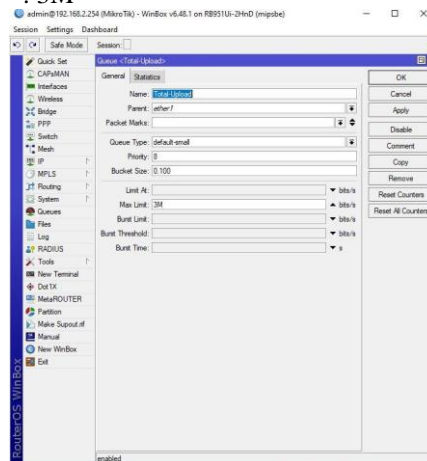 : 3M
admin@192.168.2.254 (MikroTik) - WinBox v6.48.1 on RB951Ui-2HnD (mipsbe)
Session Settings Dashboard
Safe Mode Session:
Quick Set
CAPsMAN
Interfaces
Wireless
Bridge
PPP
Switch
Mesh
IP
MPLS
Routing
System
Queues
Files
Log
RADIUS
Tools
New Terminal
Dot1X
MetaROUTER
Partition
Make Supout.rif
Manual
New WinBox
Exit
RouterOS WinBox
Queue <Total-Upload>
General Statistics
Name: Total-Upload
Parent: ether1
Packet Marks:
Queue Type: default-small
Priority: 8
Bucket Size: 0.100
Limit At: bits/s
Max Limit: 3M bits/s
Burst Limit: bits/s
Burst Threshold: bits/s
Burst Time: s
OK
Cancel
Apply
Disable
Comment
Copy
Remove
Reset Counters
Reset All Counters
enabled